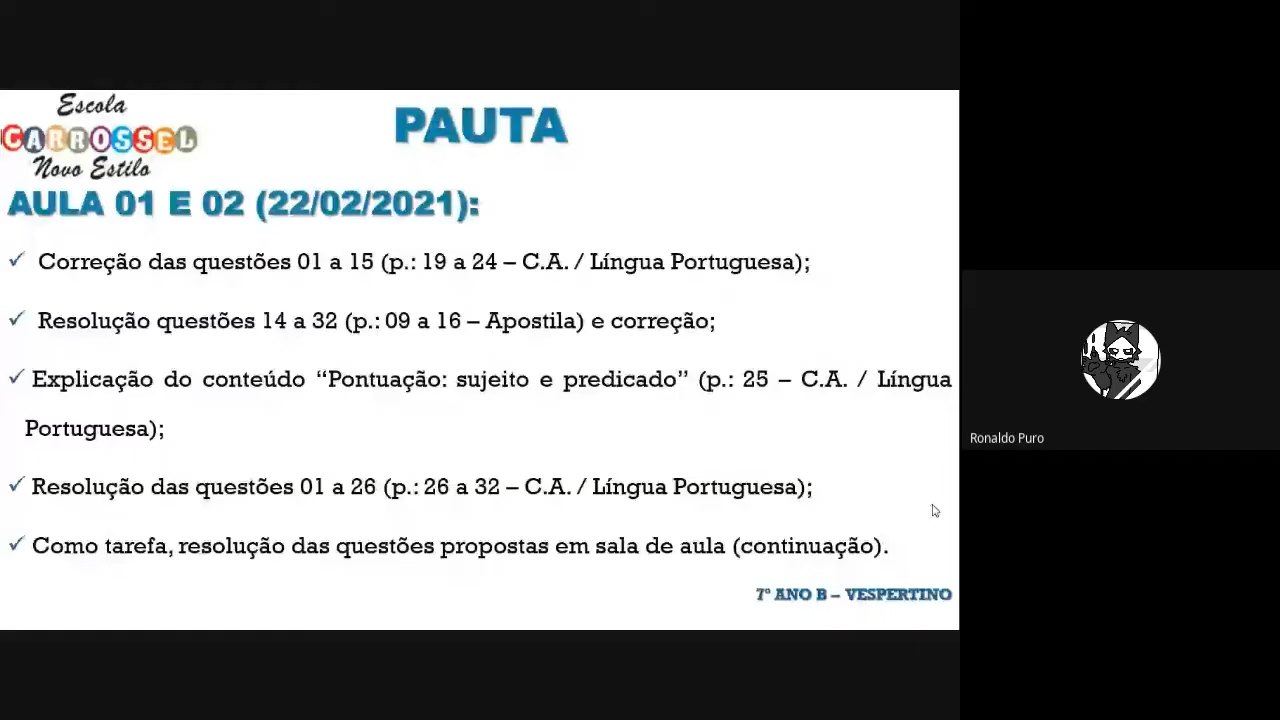 Escola
CARROSSEL
Novo Estilo
PAUTA
AULA 01 E 02 (22/02/2021):
✓ Correção das questões 01 a 15 (p.: 19 a 24 – C.A. / Língua Portuguesa);
✓ Resolução questões 14 a 32 (p.: 09 a 16 – Apostila) e correção;
✓ Explicação do conteúdo “Pontuação: sujeito e predicado” (p.: 25 – C.A. / Língua
Portuguesa);
✓ Resolução das questões 01 a 26 (p.: 26 a 32 – C.A. / Língua Portuguesa);
✓ Como tarefa, resolução das questões propostas em sala de aula (continuação).
7º ANO B – VESPERTINO
Ronaldo Puro